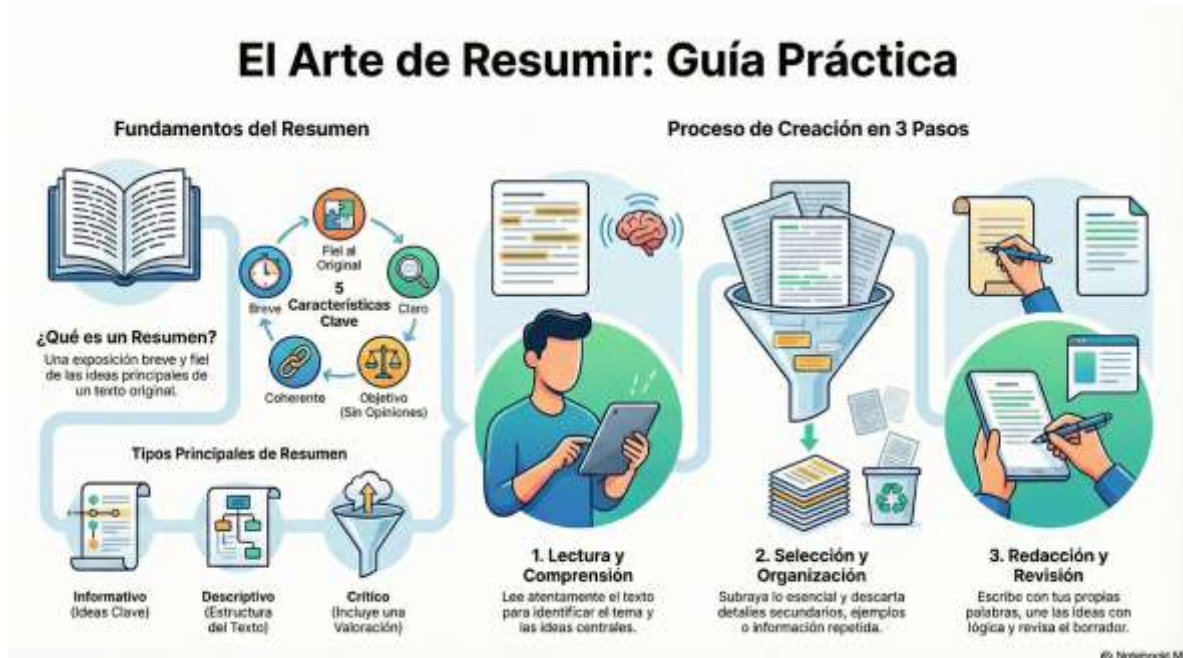 El Arte de Resumir: Guía Práctica
Fundamentos del Resumen
¿Qué es un Resumen?
Una exposición breve y fiel
de las ideas principales de
un texto original.
5
Características
Clave
Fiel al
Original
Claro
Objetivo
(Sin Opiniones)
Coherente
Breve
Tipos Principales de Resumen
Informativo
(Ideas Clave)
Descriptivo
(Estructura
del Texto)
Crítico
(Incluye una
Valoración)
Proceso de Creación en 3 Pasos
1. Lectura y
Comprensión
Lee atentamente el texto
para identificar el tema y
las ideas centrales.
2. Selección y
Organización
Subraya lo esencial y descarta
detalles secundarios, ejemplos
o información repetida.
3. Redacción y
Revisión
Escribe con tus propias
palabras, une las ideas con
lógica y revisa el borrador.